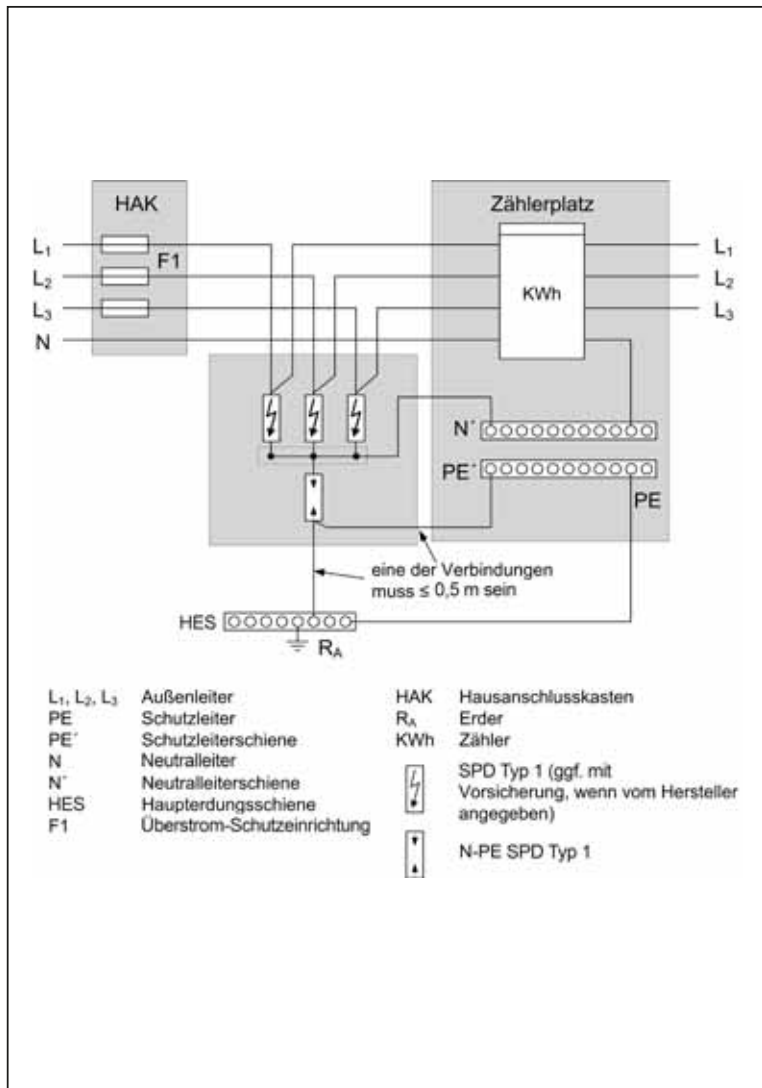 HAK
Zählerplatz
L₁
F1
L₁
L₂
KWh
L₂
L₃
L₃
N
N´
PE´
PE
eine der Verbindungen
muss ≤ 0,5 m sein
HES
R_A
L₁, L₂, L₃ Außenleiter
PE Schutzleiter
PE´ Schutzleiterschiene
N Neutralleiter
N´ Neutralleiterschiene
HES Haupterdungsschiene
F1 Überstrom-Schutzeinrichtung
HAK Hausanschlusskasten
R_A Erder
KWh Zähler
SPD Typ 1 (ggf. mit
Vorsicherung, wenn vom Hersteller
angegeben)
N-PE SPD Typ 1